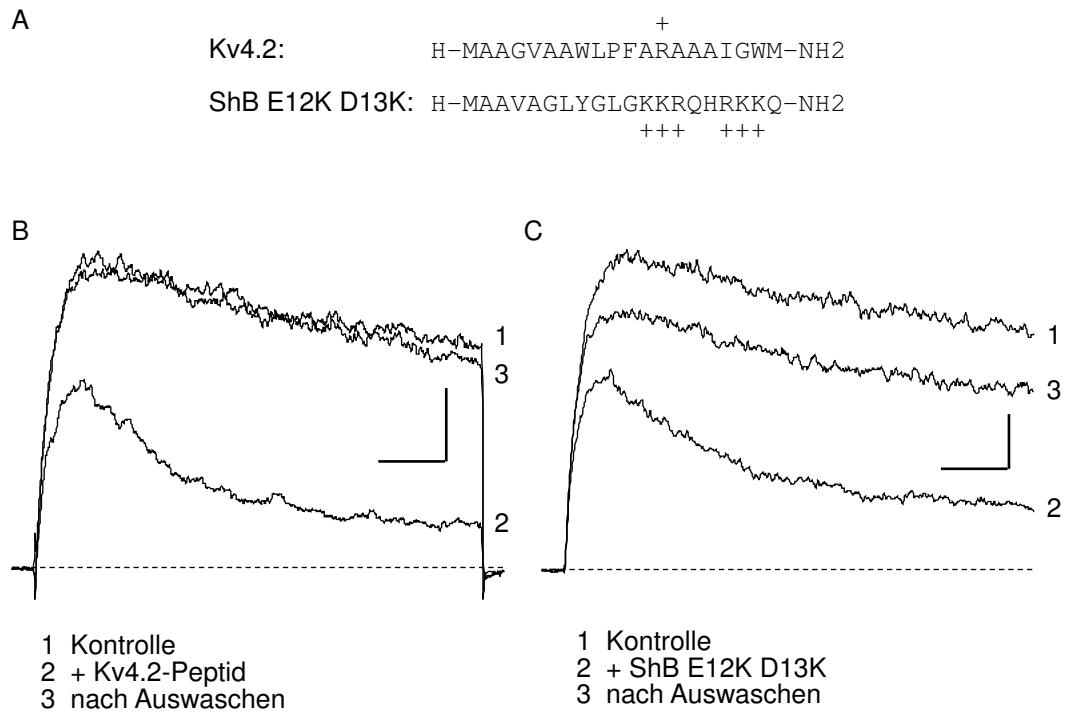 A
+
Kv4.2: H-MAAGVAAWLPFARAAAIGWM-NH2
ShB E12K D13K: H-MAAVAGLYGLGKKRQHRKKQ-NH2
+++ +++
B
C
1
3
2
1
3
2
1 Kontrolle
2 + Kv4.2-Peptid
3 nach Auswaschen
1 Kontrolle
2 + ShB E12K D13K
3 nach Auswaschen